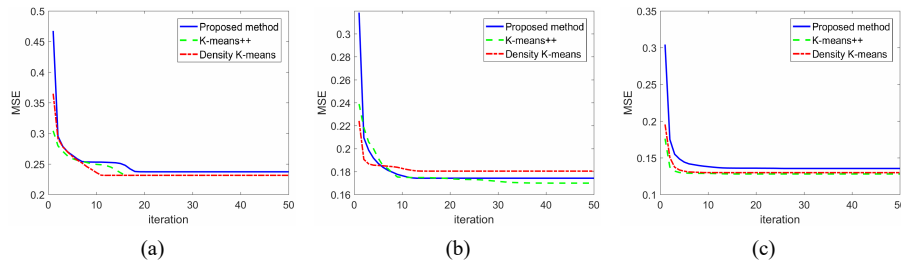 0.5
0.45
0.4
0.35
0.3
0.25
0.2
MSE
0 10 20 30 40 50
iteration
Proposed method
K-means++
Density K-means
(a)
0.3
0.28
0.26
0.24
0.22
0.2
0.18
0.16
MSE
0 10 20 30 40 50
iteration
Proposed method
K-means++
Density K-means
(b)
0.35
0.3
0.25
0.2
0.15
0.1
MSE
0 10 20 30 40 50
iteration
Proposed method
K-means++
Density K-means
(c)